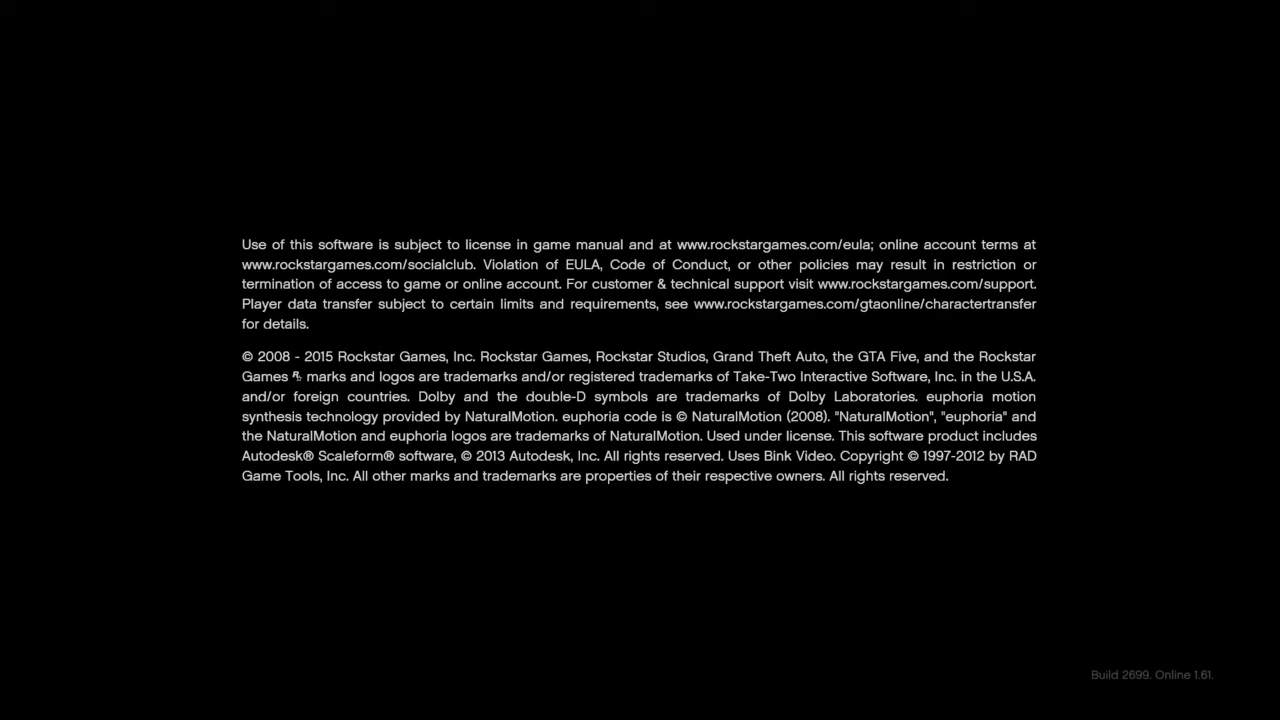 Use of this software is subject to license in game manual and at www.rockstargames.com/eula; online account terms at
www.rockstargames.com/socialclub. Violation of EULA, Code of Conduct, or other policies may result in restriction or
termination of access to game or online account. For customer & technical support visit www.rockstargames.com/support.
Player data transfer subject to certain limits and requirements, see www.rockstargames.com/gtaonline/charactertransfer
for details.
© 2008 - 2015 Rockstar Games, Inc. Rockstar Games, Rockstar Studios, Grand Theft Auto, the GTA Five, and the Rockstar
Games R* marks and logos are trademarks and/or registered trademarks of Take-Two Interactive Software, Inc. in the U.S.A.
and/or foreign countries. Dolby and the double-D symbols are trademarks of Dolby Laboratories. euphoria motion
synthesis technology provided by NaturalMotion. euphoria code is © NaturalMotion (2008). "NaturalMotion", "euphoria" and
the NaturalMotion and euphoria logos are trademarks of NaturalMotion. Used under license. This software product includes
Autodesk® Scaleform® software, © 2013 Autodesk, Inc. All rights reserved. Uses Bink Video. Copyright © 1997-2012 by RAD
Game Tools, Inc. All other marks and trademarks are properties of their respective owners. All rights reserved.
Build 2699. Online 1.61.